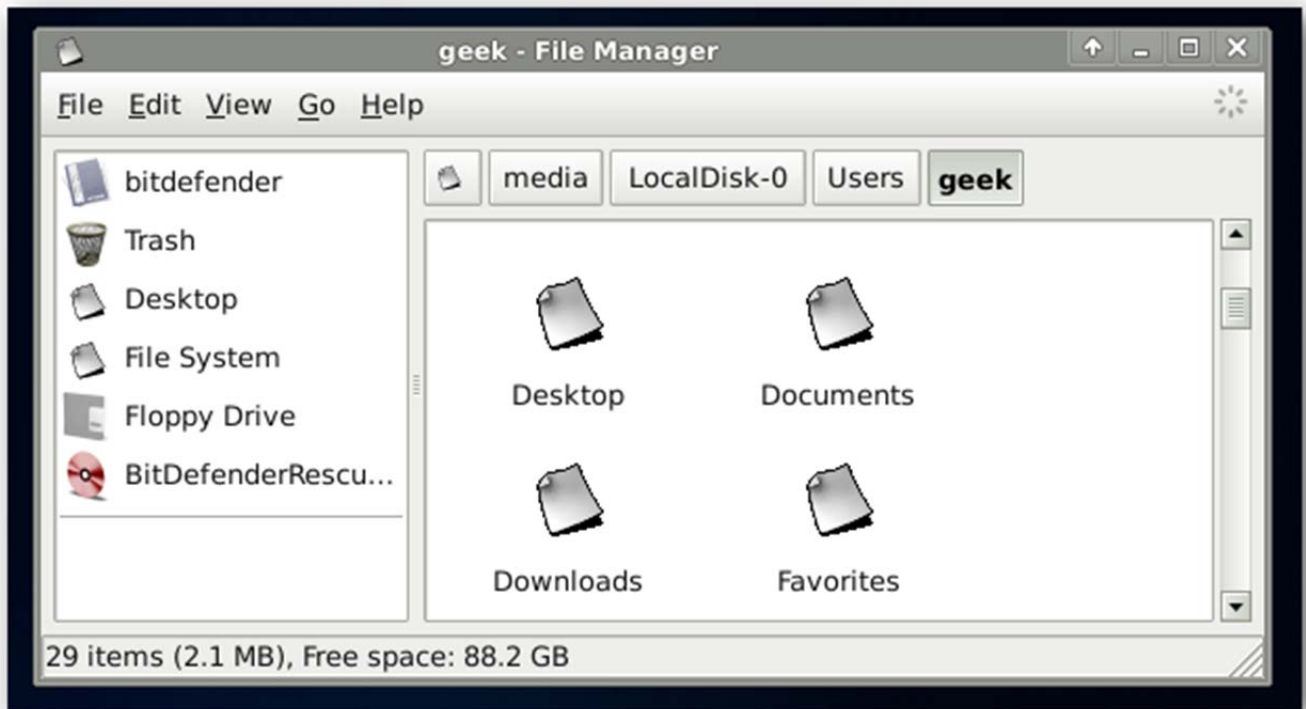 geek - File Manager
File Edit View Go Help
bitdefender
Trash
Desktop
File System
Floppy Drive
BitDefenderRescu...
media LocalDisk-0 Users geek
Desktop Documents
Downloads Favorites
29 items (2.1 MB), Free space: 88.2 GB